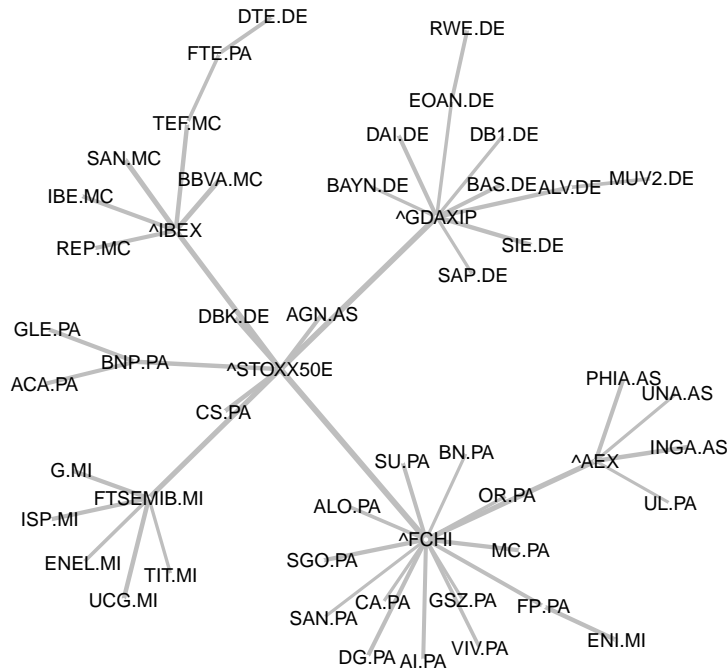 DTE.DE
RWE.DE
FTE.PA
EOAN.DE
TEF.MC
DAI.DE
DB1.DE
SAN.MC
BBVA.MC
BAYN.DE
BAS.DE
ALV.DE
MUV2.DE
IBE.MC
^GDAXIP
^IBEX
REP.MC
SIE.DE
SAP.DE
DBK.DE
AGN.AS
GLE.PA
BNP.PA
^STOXX50E
ACA.PA
PHIA.AS
UNA.AS
CS.PA
INGA.AS
BN.PA
SU.PA
^AEX
G.MI
FTSEMIB.MI
OR.PA
UL.PA
ALO.PA
ISP.MI
^FCHI
MC.PA
SGO.PA
ENEL.MI
TIT.MI
UCG.MI
CA.PA
GSZ.PA
FP.PA
SAN.PA
ENI.MI
VIV.PA
DG.PA
AI.PA